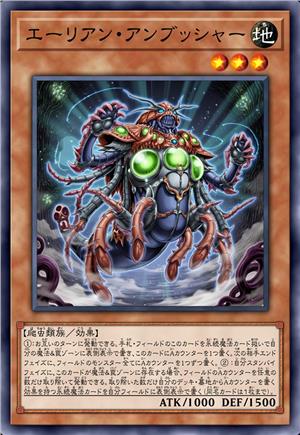 エーリアン・アンブッシャー
地
【爬虫類族／効果】
①：お互いのターンに発動できる。手札・フィールドのこのカードを永続魔法カード扱いで自
分の魔法&罠ゾーンに表側表示で置き、このカードにAカウンターを1つ置く。次の相手エンド
フェイズに、フィールドのモンスター全てにAカウンターを1つずつ置く。②：自分スタンバイ
フェイズに、このカードが魔法&罠ゾーンに存在する場合、フィールドのAカウンターを任意の
数だけ取り除いて発動できる。取り除いた数だけ自分のデッキ・墓地からAカウンターを置く
効果を持つ永続魔法カードを自分フィールドに表側表示で置く（同名カードは1枚まで）。
ATK/1000 DEF/1500